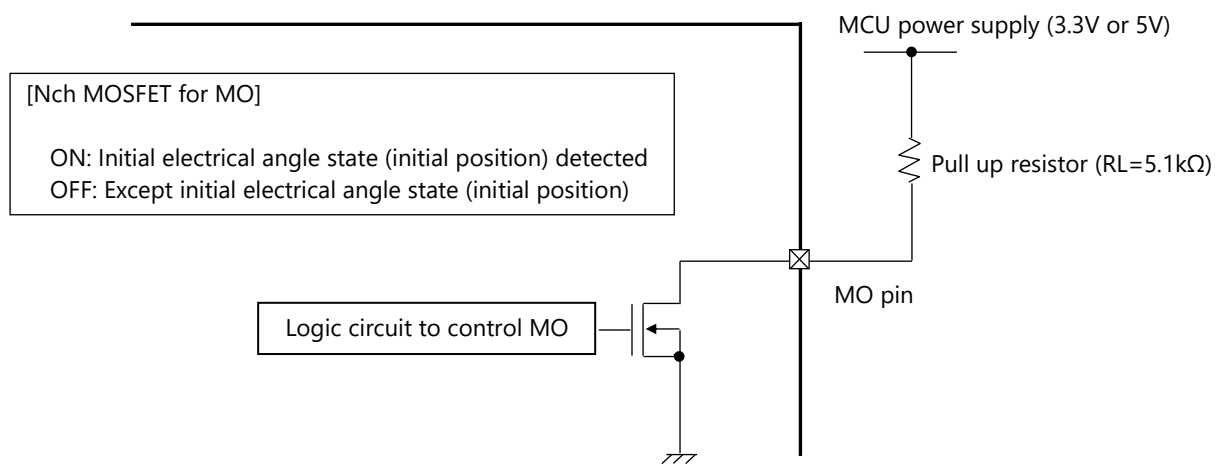 MCU power supply (3.3V or 5V)
[Nch MOSFET for MO]
ON: Initial electrical angle state (initial position) detected
OFF: Except initial electrical angle state (initial position)
Pull up resistor (RL=5.1kΩ)
MO pin
Logic circuit to control MO